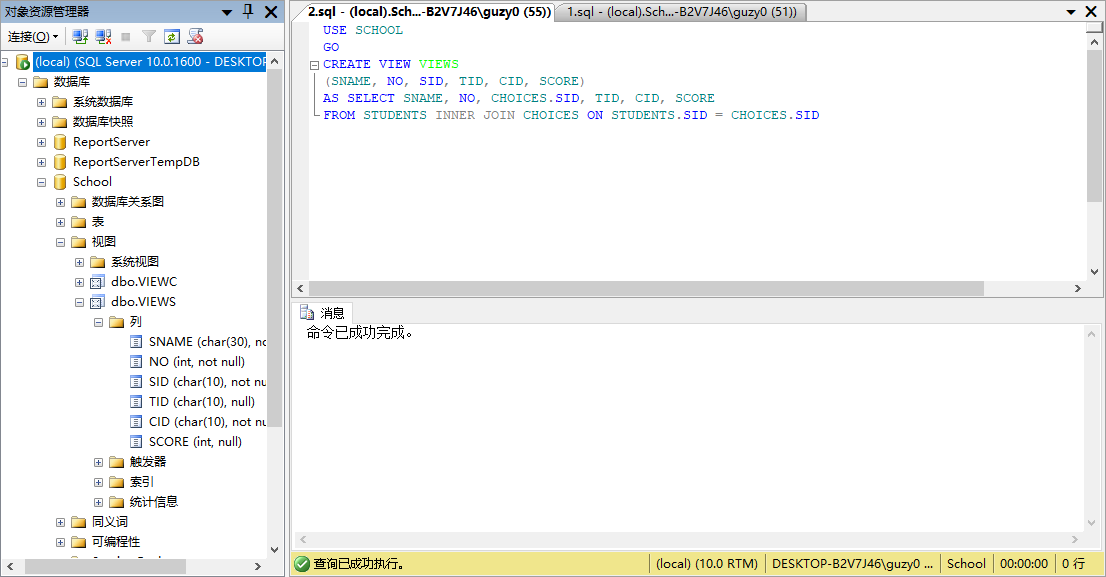 对象资源管理器
连接(O)
(local) (SQL Server 10.0.1600 - DESKTOP
数据库
系统数据库
数据库快照
ReportServer
ReportServerTempDB
School
数据库关系图
表
视图
系统视图
dbo.VIEWC
dbo.VIEWS
列
SNAME (char(30), no
NO (int, not null)
SID (char(10), not nu
TID (char(10), null)
CID (char(10), not nu
SCORE (int, null)
触发器
索引
统计信息
同义词
可编程性
2.sql - (local).Sch...-B2V7J46\guzy0 (55))
1.sql - (local).Sch...-B2V7J46\guzy0 (51))
USE SCHOOL
GO
CREATE VIEW VIEWS
(SNAME, NO, SID, TID, CID, SCORE)
AS SELECT SNAME, NO, CHOICES.SID, TID, CID, SCORE
FROM STUDENTS INNER JOIN CHOICES ON STUDENTS.SID = CHOICES.SID
消息
命令已成功完成。
查询已成功执行。
(local) (10.0 RTM)
DESKTOP-B2V7J46\guzy0 ...
School
00:00:00
0 行